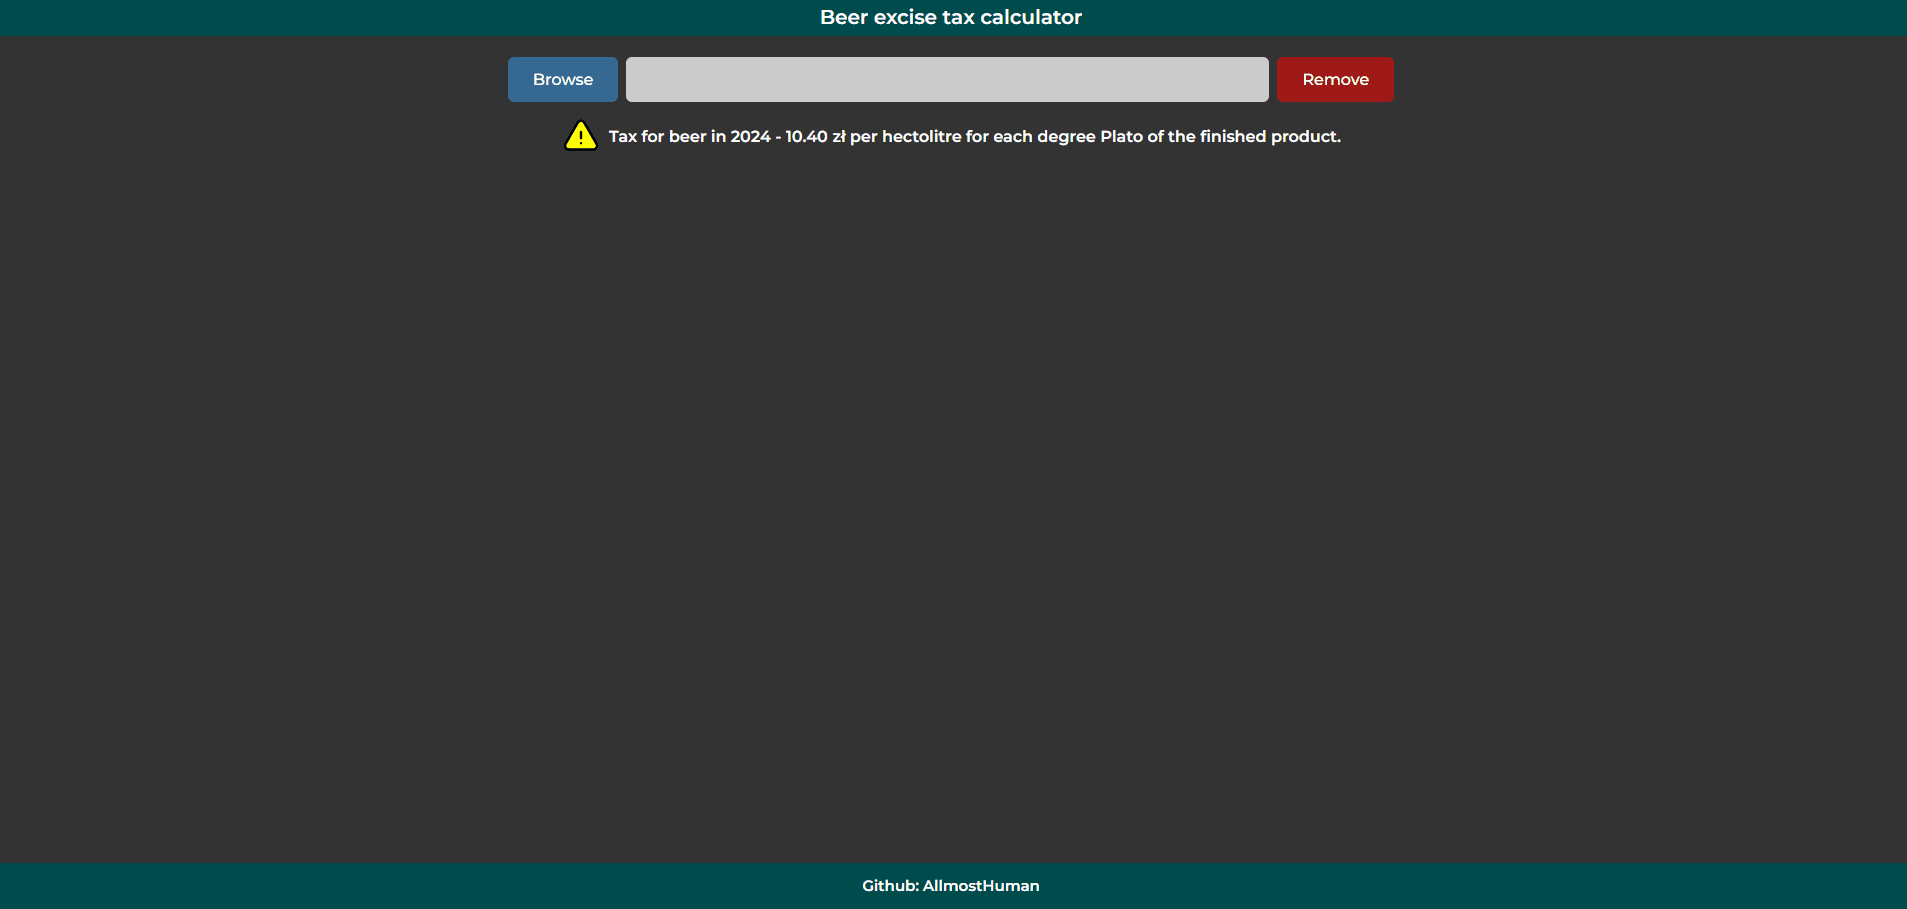 Beer excise tax calculator
Browse
Remove
Tax for beer in 2024 - 10.40 zł per hectolitre for each degree Plato of the finished product.
Github: AllmostHuman